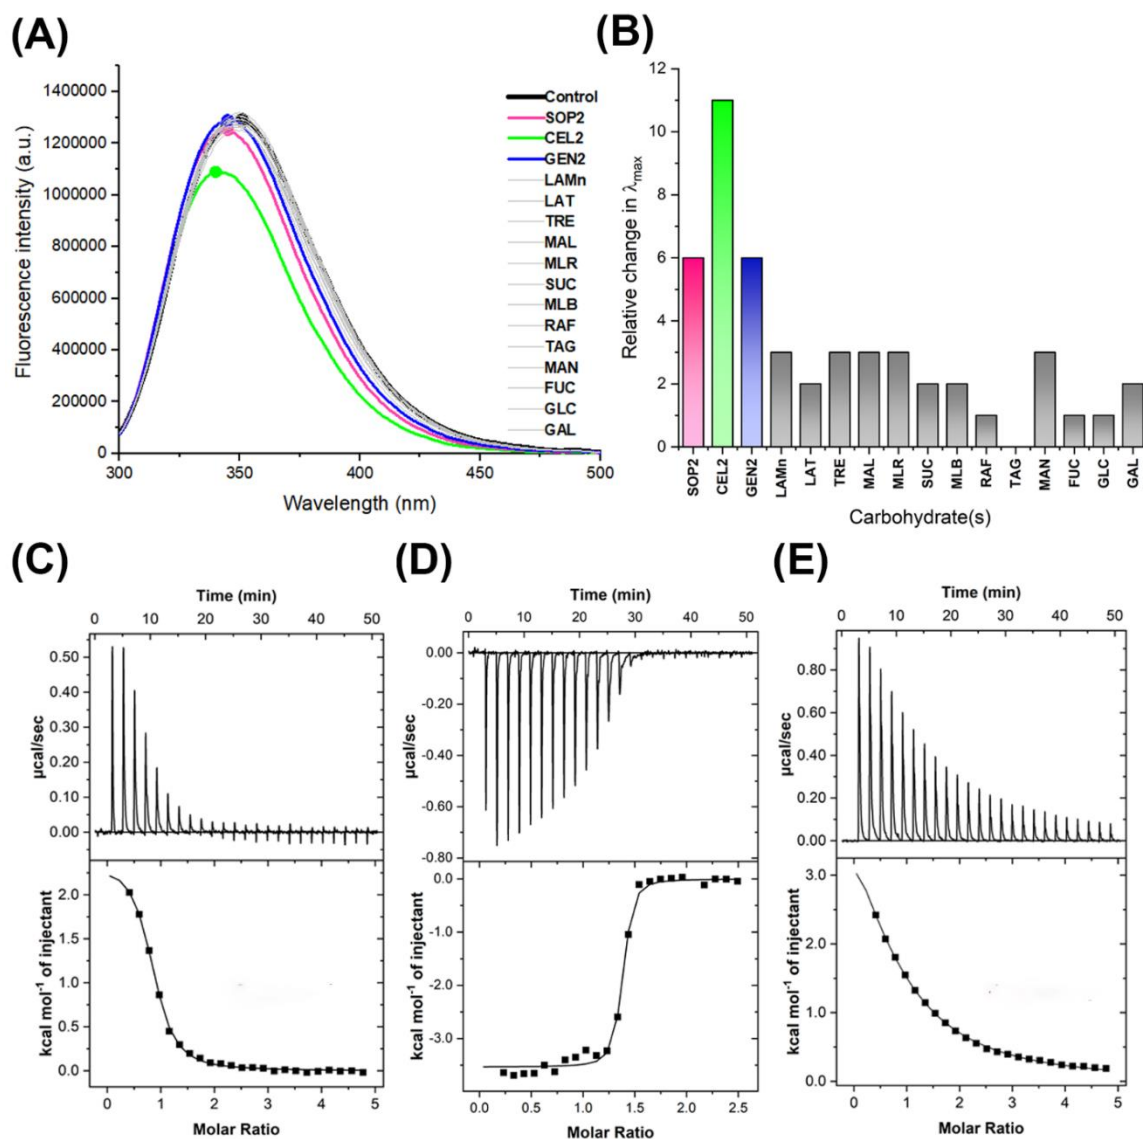 (A)
Fluorescence intensity (a.u.)
1400000
1200000
1000000
800000
600000
400000
200000
0
300
350
400
450
500
Wavelength (nm)
Control
SOP2
CEL2
GEN2
LAMn
LAT
TRE
MAL
MLR
SUC
MLB
RAF
TAG
MAN
FUC
GLC
GAL
(B)
Relative change in λmax
12
10
8
6
4
2
0
SOP2
CEL2
GEN2
LAMn
LAT
TRE
MAL
MLR
SUC
MLB
RAF
TAG
MAN
FUC
GLC
GAL
Carbohydrate(s)
(C)
Time (min)
0 10 20 30 40 50
µcal/sec
0.50
0.40
0.30
0.20
0.10
0.00
kcal mol⁻¹ of injectant
2.0
1.5
1.0
0.5
0.0
0 1 2 3 4 5
Molar Ratio
(D)
Time (min)
0 10 20 30 40 50
µcal/sec
0.00
-0.20
-0.40
-0.60
-0.80
kcal mol⁻¹ of injectant
0.0
-1.0
-2.0
-3.0
0.0 0.5 1.0 1.5 2.0 2.5
Molar Ratio
(E)
Time (min)
0 10 20 30 40 50
µcal/sec
0.80
0.60
0.40
0.20
0.00
kcal mol⁻¹ of injectant
3.0
2.0
1.0
0.0
0 1 2 3 4 5
Molar Ratio